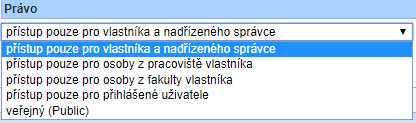 Právo
přístup pouze pro vlastníka a nadřízeného správce
přístup pouze pro vlastníka a nadřízeného správce
přístup pouze pro osoby z pracoviště vlastníka
přístup pouze pro osoby z fakulty vlastníka
přístup pouze pro přihlášené uživatele
veřejný (Public)